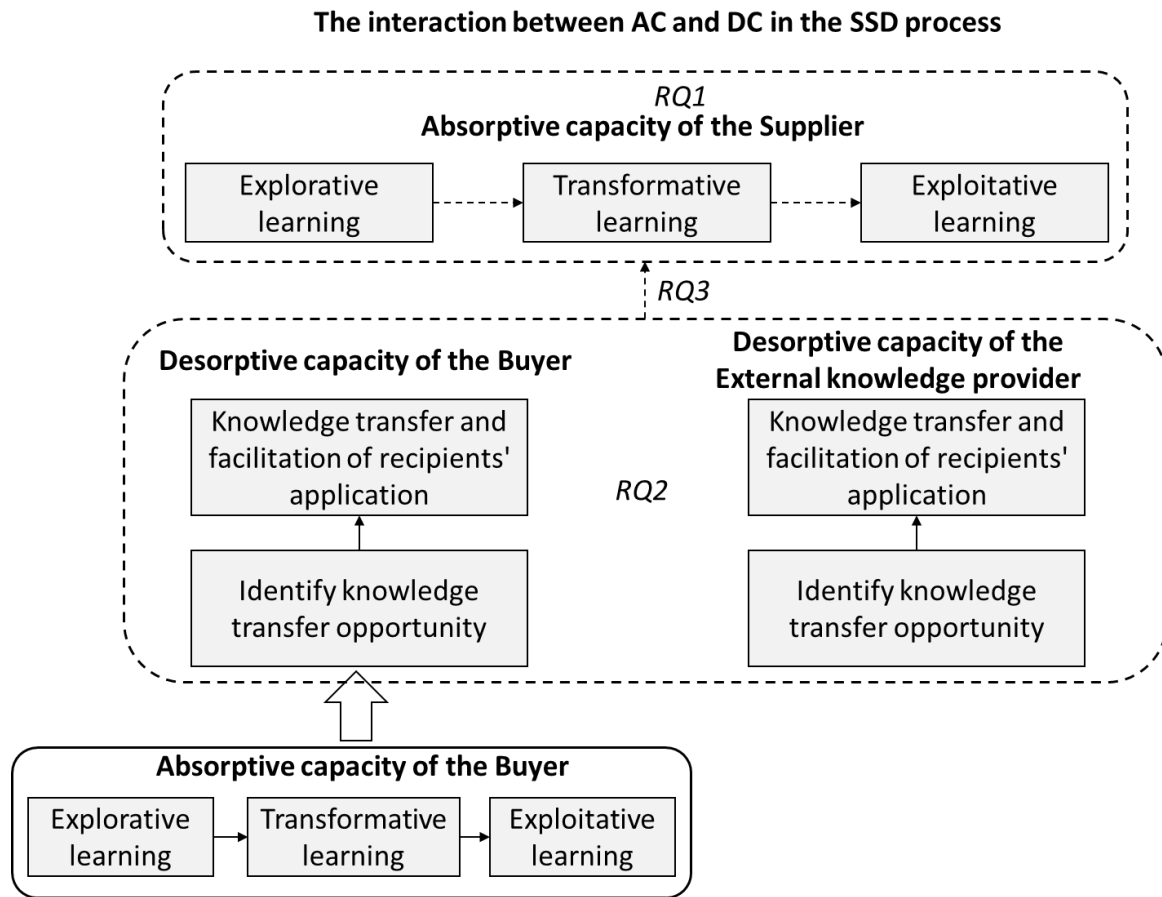 The interaction between AC and DC in the SSD process
RQ1
Absorptive capacity of the Supplier
Explorative
learning
Transformative
learning
Exploitative
learning
RQ3
Desorptive capacity of the Buyer
Desorptive capacity of the
External knowledge provider
Knowledge transfer and
facilitation of recipients'
application
RQ2
Knowledge transfer and
facilitation of recipients'
application
Identify knowledge
transfer opportunity
Identify knowledge
transfer opportunity
Absorptive capacity of the Buyer
Explorative
learning
Transformative
learning
Exploitative
learning